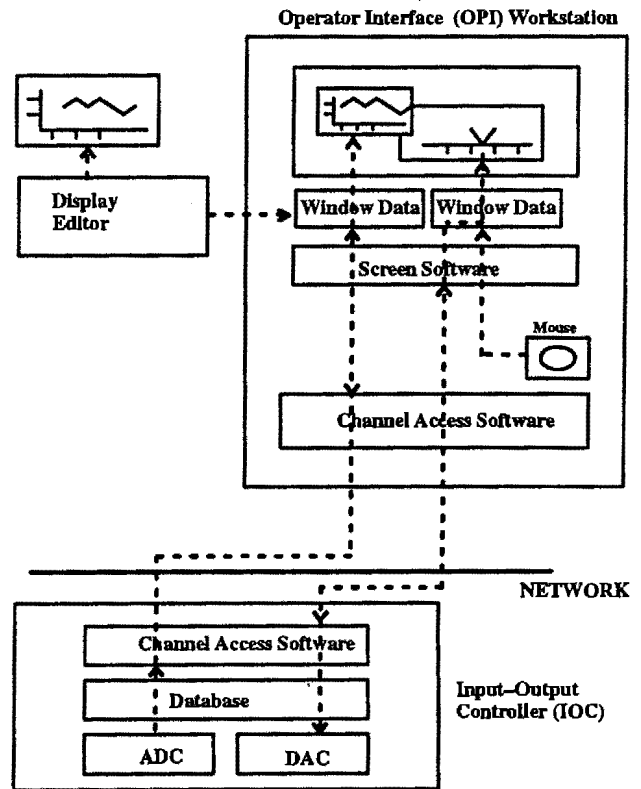 Operator Interface (OPI) Workstation
Display
Editor
Window Data
Window Data
Screen Software
Mouse
Channel Access Software
NETWORK
Channel Access Software
Database
ADC
DAC
Input–Output
Controller (IOC)